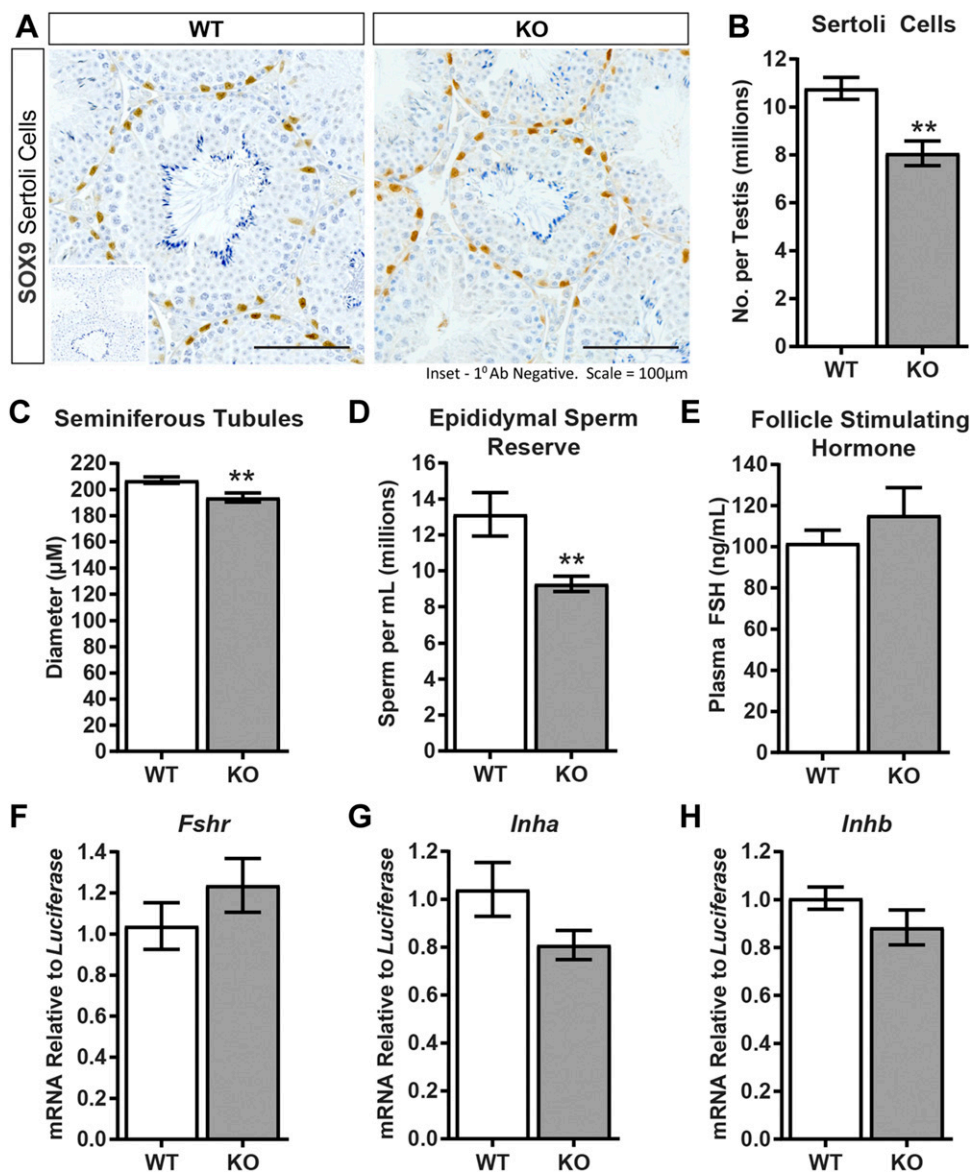 A
WT
KO
SOX9 Sertoli Cells
Inset - 1⁰Ab Negative. Scale = 100µm
B
Sertoli Cells
No. per Testis (millions)
12
10
8
6
4
2
0
**
WT
KO
C
Seminiferous Tubules
Diameter (µM)
220
200
180
160
140
120
100
80
60
40
20
0
**
WT
KO
D
Epididymal Sperm
Reserve
Sperm per mL (millions)
16
14
12
10
8
6
4
2
0
**
WT
KO
E
Follicle Stimulating
Hormone
Plasma FSH (ng/mL)
140
120
100
80
60
40
20
0
WT
KO
F
Fshr
mRNA Relative to Luciferase
1.4
1.2
1.0
0.8
0.6
0.4
0.2
0.0
WT
KO
G
Inha
mRNA Relative to Luciferase
1.2
1.0
0.8
0.6
0.4
0.2
0.0
WT
KO
H
Inhb
mRNA Relative to Luciferase
1.2
1.0
0.8
0.6
0.4
0.2
0.0
WT
KO